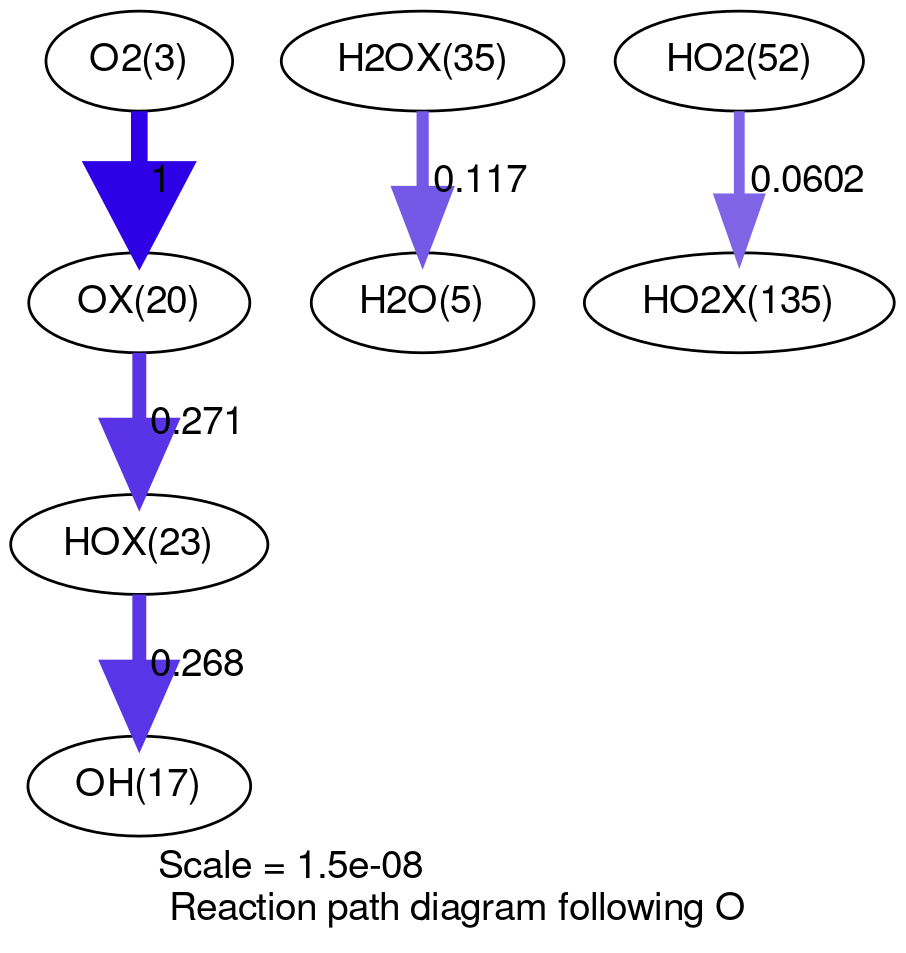 O2(3)
H2OX(35)
HO2(52)
1
0.117
0.0602
OX(20)
H2O(5)
HO2X(135)
0.271
HOX(23)
0.268
OH(17)
Scale = 1.5e-08
Reaction path diagram following O